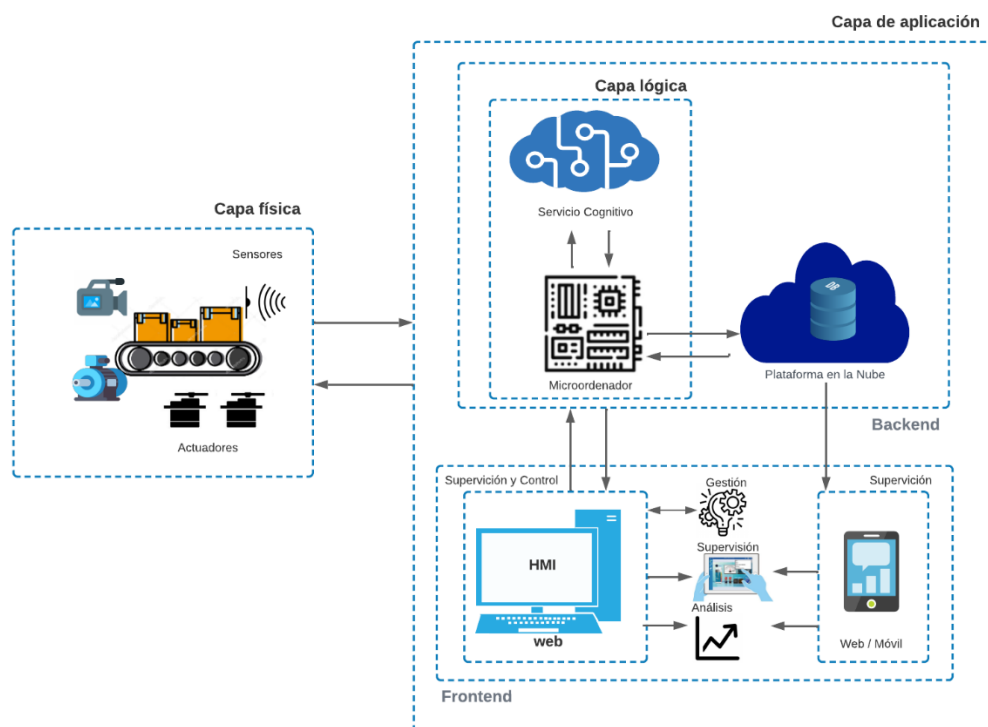 Capa de aplicación
Capa lógica
Servicio Cognitivo
Capa física
Sensores
DB
Microordenador
Plataforma en la Nube
Actuadores
Backend
Supervición y Control
Gestión
Supervición
HMI
Supervisión
Análisis
web
Web / Móvil
Frontend